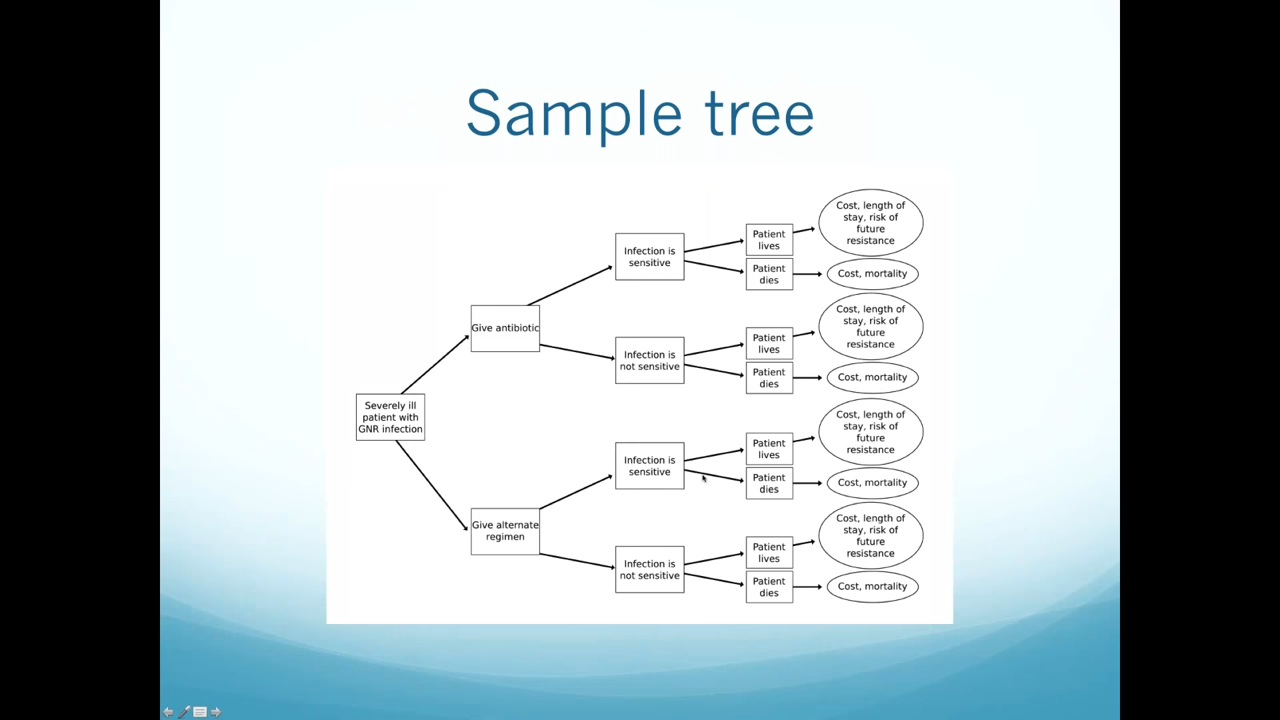 Sample tree
Severely ill
patient with
GNR infection
Give antibiotic
Infection is
sensitive
Patient
lives
Cost, length of
stay, risk of
future
resistance
Patient
dies
Cost, mortality
Infection is
not sensitive
Patient
lives
Cost, length of
stay, risk of
future
resistance
Patient
dies
Cost, mortality
Give alternate
regimen
Infection is
sensitive
Patient
lives
Cost, length of
stay, risk of
future
resistance
Patient
dies
Cost, mortality
Infection is
not sensitive
Patient
lives
Cost, length of
stay, risk of
future
resistance
Patient
dies
Cost, mortality